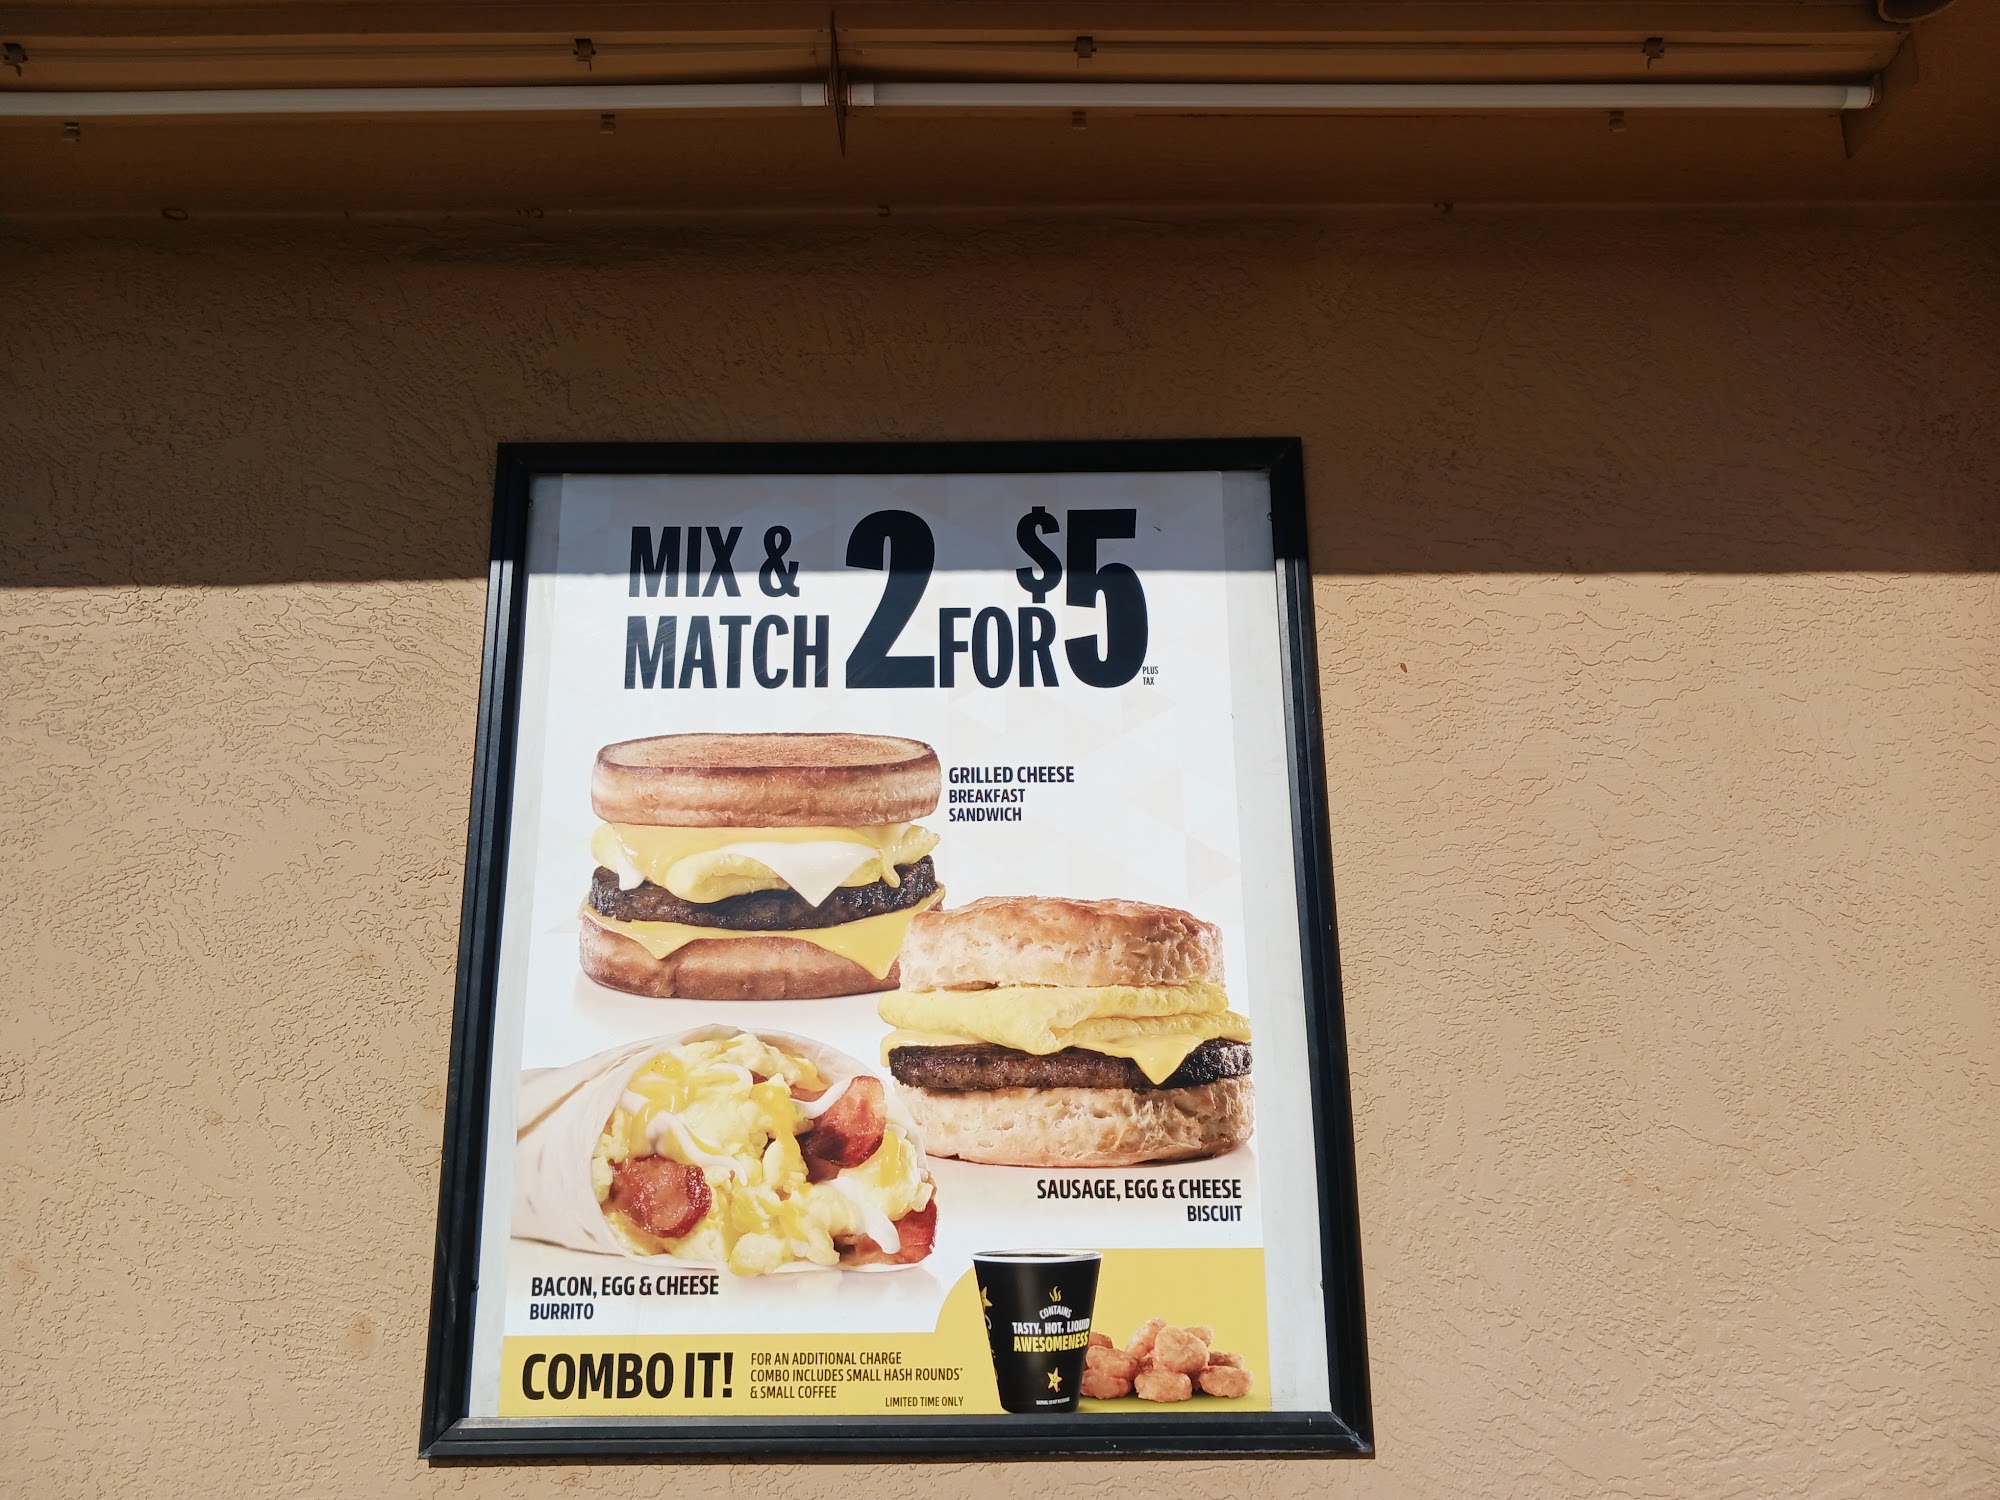 MIX &
MATCH 2 FOR $5
PLUS
TAX
GRILLED CHEESE
BREAKFAST
SANDWICH
SAUSAGE, EGG & CHEESE
BISCUIT
BACON, EGG & CHEESE
BURRITO
COMBO IT!
FOR AN ADDITIONAL CHARGE
COMBO INCLUDES SMALL HASH ROUNDS*
& SMALL COFFEE
LIMITED TIME ONLY
CONTAINS
TASTY, HOT, LIQUID
AWESOMENESS